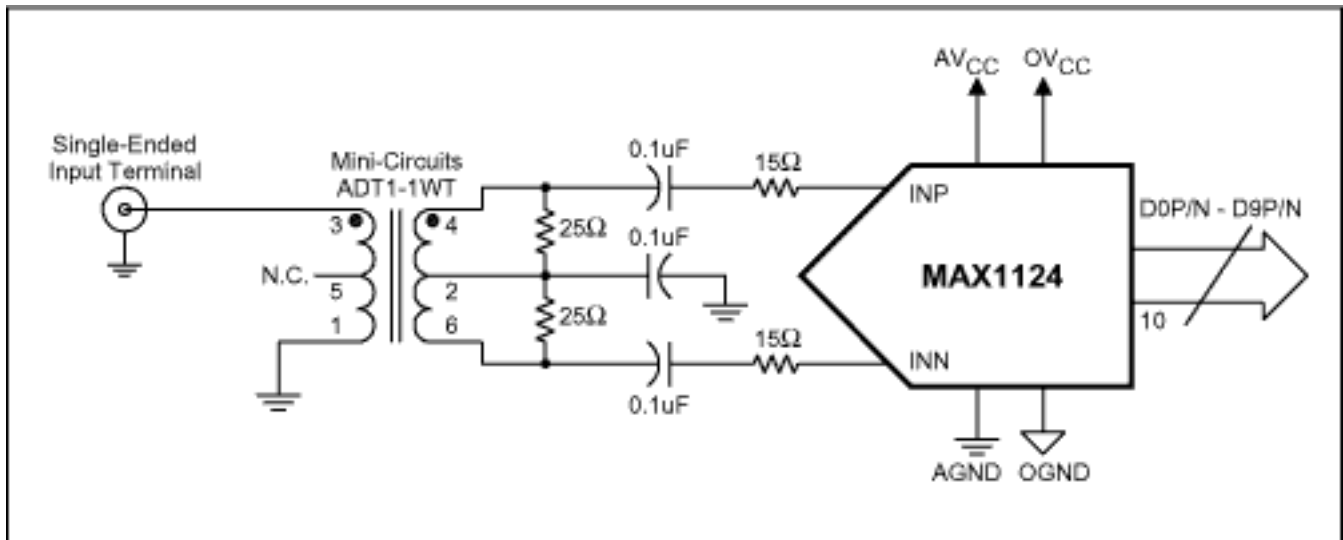 AVCC OVCC
Single-Ended
Input Terminal
Mini-Circuits
ADT1-1WT
0.1uF
15Ω
INP
D0P/N - D9P/N
3
4
25Ω
0.1uF
N.C.
5
2
MAX1124
1
6
25Ω
15Ω
10
INN
0.1uF
AGND OGND